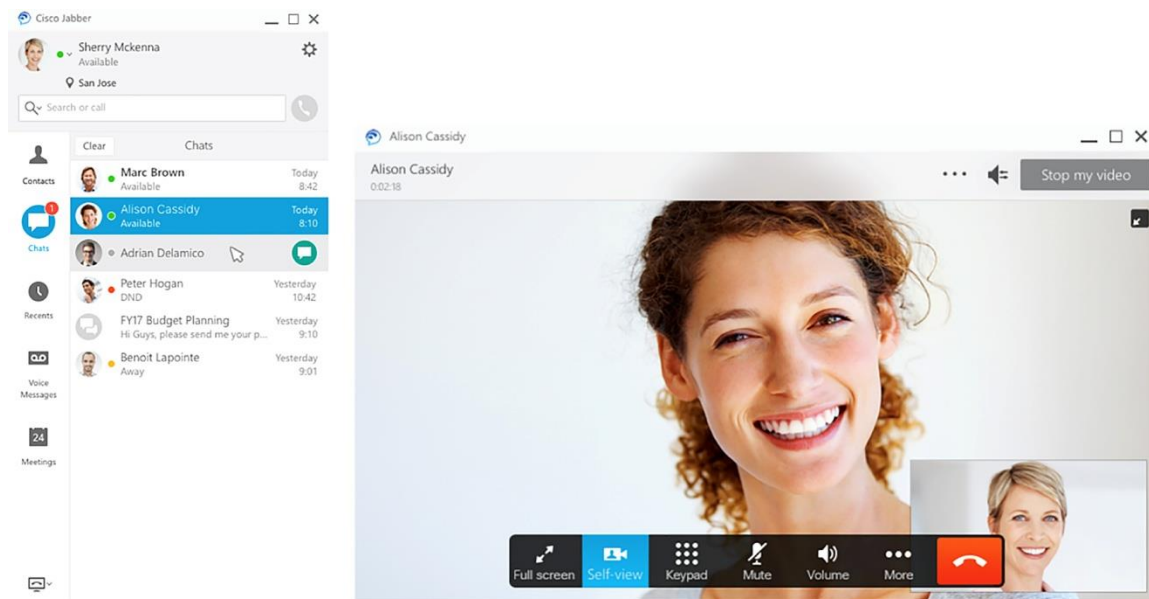 Cisco Jabber
Sherry Mckenna
Available
San Jose
Search or call
Contacts
1
Chats
Recents
Voice
Messages
24
Meetings
Clear
Chats
Marc Brown
Today
Available
8:42
Alison Cassidy
Today
Available
8:10
Adrian Delamico
Peter Hogan
Yesterday
DND
10:42
FY17 Budget Planning
Yesterday
Hi Guys, please send me your p...
9:10
Benoit Lapointe
Yesterday
Away
9:01
Alison Cassidy
Alison Cassidy
0:02:18
Stop my video
Full screen
Self-view
Keypad
Mute
Volume
More